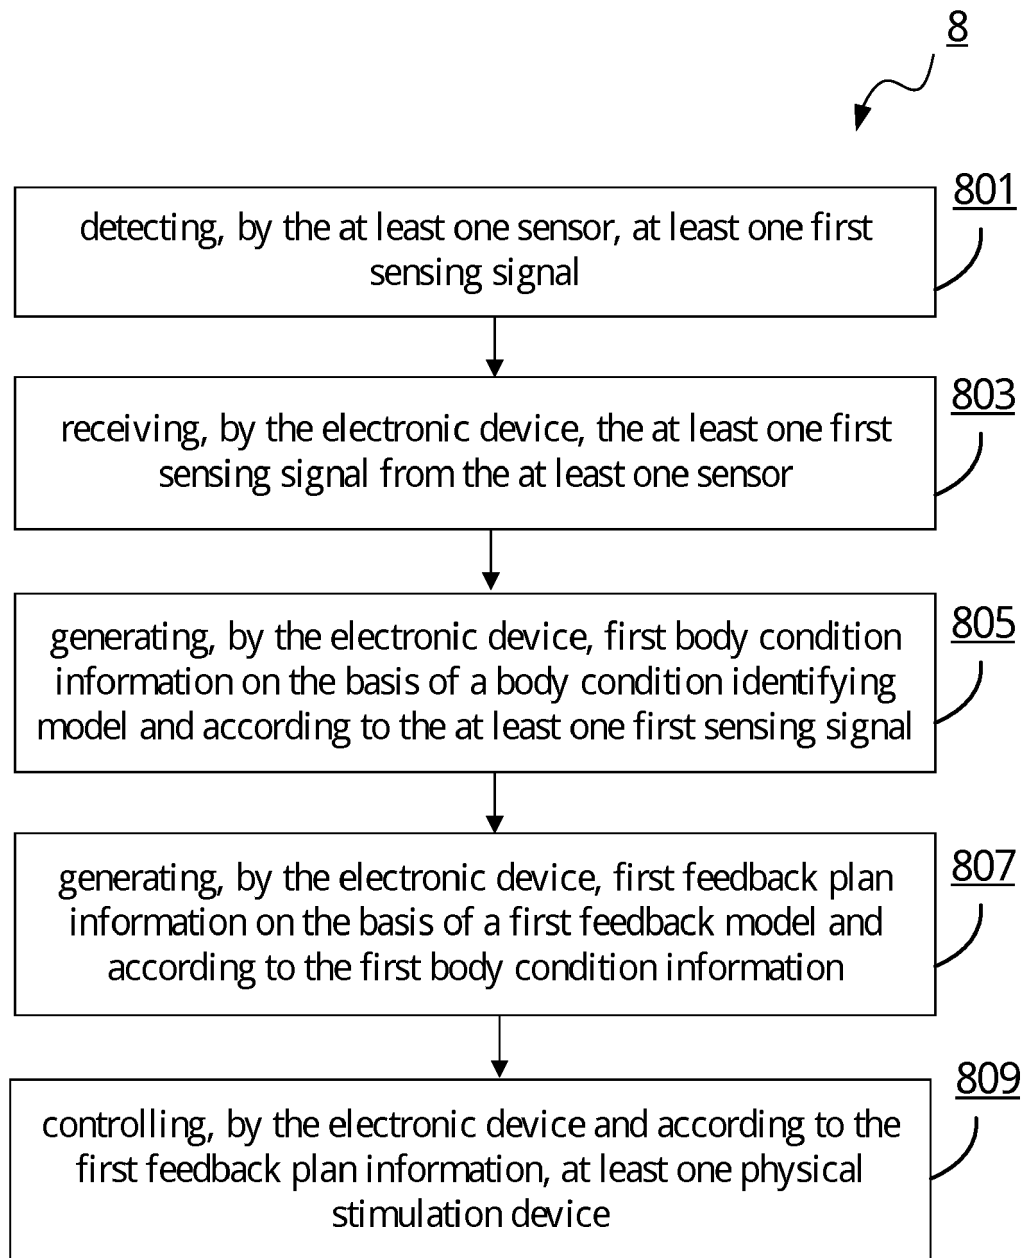 8
801
detecting, by the at least one sensor, at least one first
sensing signal
803
receiving, by the electronic device, the at least one first
sensing signal from the at least one sensor
805
generating, by the electronic device, first body condition
information on the basis of a body condition identifying
model and according to the at least one first sensing signal
807
generating, by the electronic device, first feedback plan
information on the basis of a first feedback model and
according to the first body condition information
809
controlling, by the electronic device and according to the
first feedback plan information, at least one physical
stimulation device